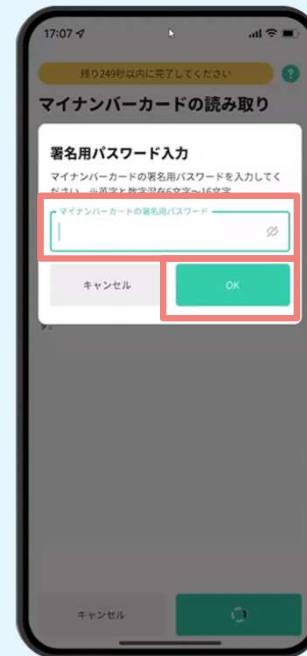 17:07
残り249秒以内に完了してください
?
マイナンバーカードの読み取り
署名用パスワード入力
マイナンバーカードの署名用パスワードを入力してく
ださい。※英字と数字混在6文字~16文字
マイナンバーカードの署名用パスワード
キャンセル
OK
す。
キャンセル